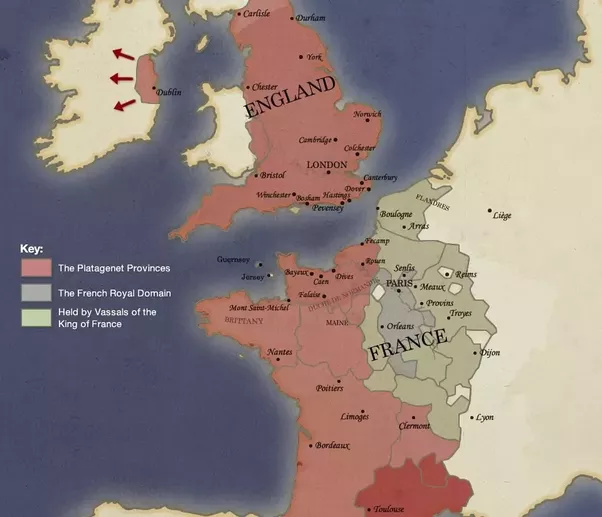 Carlisle
Durham
York
Dublin
Chester
ENGLAND
Norwich
Cambridge
Colchester
LONDON
Bristol
Canterbury
Dover
Winchester
Hastings
Bosham
Pevensey
FLANDRES
Boulogne
Liège
Arras
Key:
The Platagenet Provinces
The French Royal Domain
Held by Vassals of the
King of France
Fecamp
Guernsey
Rouen
Jersey
Bayeux
Dives
Senlis
Reims
Caen
DUCHE DE NORMANDIE
PARIS
Meaux
Falaise
Mont Saint-Michel
Provins
Troyes
BRITTANY
MAINE
Orleans
FRANCE
Nantes
Dijon
Poitiers
Limoges
Clermont
Lyon
Bordeaux
Toulouse